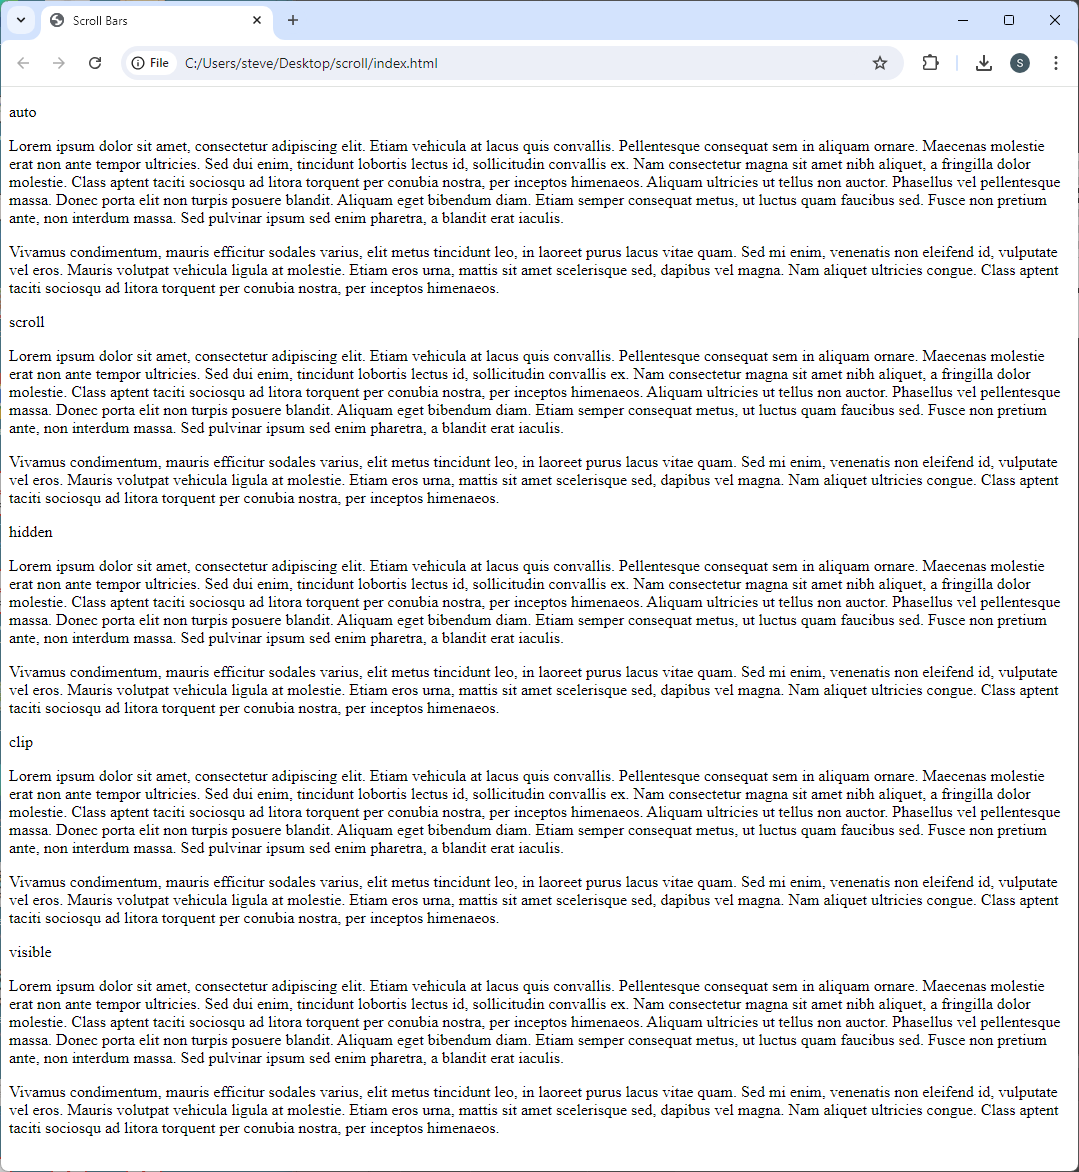 Scroll Bars
File C:/Users/steve/Desktop/scroll/index.html S
auto
Lorem ipsum dolor sit amet, consectetur adipiscing elit. Etiam vehicula at lacus quis convallis. Pellentesque consequat sem in aliquam ornare. Maecenas molestie
erat non ante tempor ultricies. Sed dui enim, tincidunt lobortis lectus id, sollicitudin convallis ex. Nam consectetur magna sit amet nibh aliquet, a fringilla dolor
molestie. Class aptent taciti sociosqu ad litora torquent per conubia nostra, per inceptos himenaeos. Aliquam ultricies ut tellus non auctor. Phasellus vel pellentesque
massa. Donec porta elit non turpis posuere blandit. Aliquam eget bibendum diam. Etiam semper consequat metus, ut luctus quam faucibus sed. Fusce non pretium
ante, non interdum massa. Sed pulvinar ipsum sed enim pharetra, a blandit erat iaculis.
Vivamus condimentum, mauris efficitur sodales varius, elit metus tincidunt leo, in laoreet purus lacus vitae quam. Sed mi enim, venenatis non eleifend id, vulputate
vel eros. Mauris volutpat vehicula ligula at molestie. Etiam eros urna, mattis sit amet scelerisque sed, dapibus vel magna. Nam aliquet ultricies congue. Class aptent
taciti sociosqu ad litora torquent per conubia nostra, per inceptos himenaeos.
scroll
Lorem ipsum dolor sit amet, consectetur adipiscing elit. Etiam vehicula at lacus quis convallis. Pellentesque consequat sem in aliquam ornare. Maecenas molestie
erat non ante tempor ultricies. Sed dui enim, tincidunt lobortis lectus id, sollicitudin convallis ex. Nam consectetur magna sit amet nibh aliquet, a fringilla dolor
molestie. Class aptent taciti sociosqu ad litora torquent per conubia nostra, per inceptos himenaeos. Aliquam ultricies ut tellus non auctor. Phasellus vel pellentesque
massa. Donec porta elit non turpis posuere blandit. Aliquam eget bibendum diam. Etiam semper consequat metus, ut luctus quam faucibus sed. Fusce non pretium
ante, non interdum massa. Sed pulvinar ipsum sed enim pharetra, a blandit erat iaculis.
Vivamus condimentum, mauris efficitur sodales varius, elit metus tincidunt leo, in laoreet purus lacus vitae quam. Sed mi enim, venenatis non eleifend id, vulputate
vel eros. Mauris volutpat vehicula ligula at molestie. Etiam eros urna, mattis sit amet scelerisque sed, dapibus vel magna. Nam aliquet ultricies congue. Class aptent
taciti sociosqu ad litora torquent per conubia nostra, per inceptos himenaeos.
hidden
Lorem ipsum dolor sit amet, consectetur adipiscing elit. Etiam vehicula at lacus quis convallis. Pellentesque consequat sem in aliquam ornare. Maecenas molestie
erat non ante tempor ultricies. Sed dui enim, tincidunt lobortis lectus id, sollicitudin convallis ex. Nam consectetur magna sit amet nibh aliquet, a fringilla dolor
molestie. Class aptent taciti sociosqu ad litora torquent per conubia nostra, per inceptos himenaeos. Aliquam ultricies ut tellus non auctor. Phasellus vel pellentesque
massa. Donec porta elit non turpis posuere blandit. Aliquam eget bibendum diam. Etiam semper consequat metus, ut luctus quam faucibus sed. Fusce non pretium
ante, non interdum massa. Sed pulvinar ipsum sed enim pharetra, a blandit erat iaculis.
Vivamus condimentum, mauris efficitur sodales varius, elit metus tincidunt leo, in laoreet purus lacus vitae quam. Sed mi enim, venenatis non eleifend id, vulputate
vel eros. Mauris volutpat vehicula ligula at molestie. Etiam eros urna, mattis sit amet scelerisque sed, dapibus vel magna. Nam aliquet ultricies congue. Class aptent
taciti sociosqu ad litora torquent per conubia nostra, per inceptos himenaeos.
clip
Lorem ipsum dolor sit amet, consectetur adipiscing elit. Etiam vehicula at lacus quis convallis. Pellentesque consequat sem in aliquam ornare. Maecenas molestie
erat non ante tempor ultricies. Sed dui enim, tincidunt lobortis lectus id, sollicitudin convallis ex. Nam consectetur magna sit amet nibh aliquet, a fringilla dolor
molestie. Class aptent taciti sociosqu ad litora torquent per conubia nostra, per inceptos himenaeos. Aliquam ultricies ut tellus non auctor. Phasellus vel pellentesque
massa. Donec porta elit non turpis posuere blandit. Aliquam eget bibendum diam. Etiam semper consequat metus, ut luctus quam faucibus sed. Fusce non pretium
ante, non interdum massa. Sed pulvinar ipsum sed enim pharetra, a blandit erat iaculis.
Vivamus condimentum, mauris efficitur sodales varius, elit metus tincidunt leo, in laoreet purus lacus vitae quam. Sed mi enim, venenatis non eleifend id, vulputate
vel eros. Mauris volutpat vehicula ligula at molestie. Etiam eros urna, mattis sit amet scelerisque sed, dapibus vel magna. Nam aliquet ultricies congue. Class aptent
taciti sociosqu ad litora torquent per conubia nostra, per inceptos himenaeos.
visible
Lorem ipsum dolor sit amet, consectetur adipiscing elit. Etiam vehicula at lacus quis convallis. Pellentesque consequat sem in aliquam ornare. Maecenas molestie
erat non ante tempor ultricies. Sed dui enim, tincidunt lobortis lectus id, sollicitudin convallis ex. Nam consectetur magna sit amet nibh aliquet, a fringilla dolor
molestie. Class aptent taciti sociosqu ad litora torquent per conubia nostra, per inceptos himenaeos. Aliquam ultricies ut tellus non auctor. Phasellus vel pellentesque
massa. Donec porta elit non turpis posuere blandit. Aliquam eget bibendum diam. Etiam semper consequat metus, ut luctus quam faucibus sed. Fusce non pretium
ante, non interdum massa. Sed pulvinar ipsum sed enim pharetra, a blandit erat iaculis.
Vivamus condimentum, mauris efficitur sodales varius, elit metus tincidunt leo, in laoreet purus lacus vitae quam. Sed mi enim, venenatis non eleifend id, vulputate
vel eros. Mauris volutpat vehicula ligula at molestie. Etiam eros urna, mattis sit amet scelerisque sed, dapibus vel magna. Nam aliquet ultricies congue. Class aptent
taciti sociosqu ad litora torquent per conubia nostra, per inceptos himenaeos.